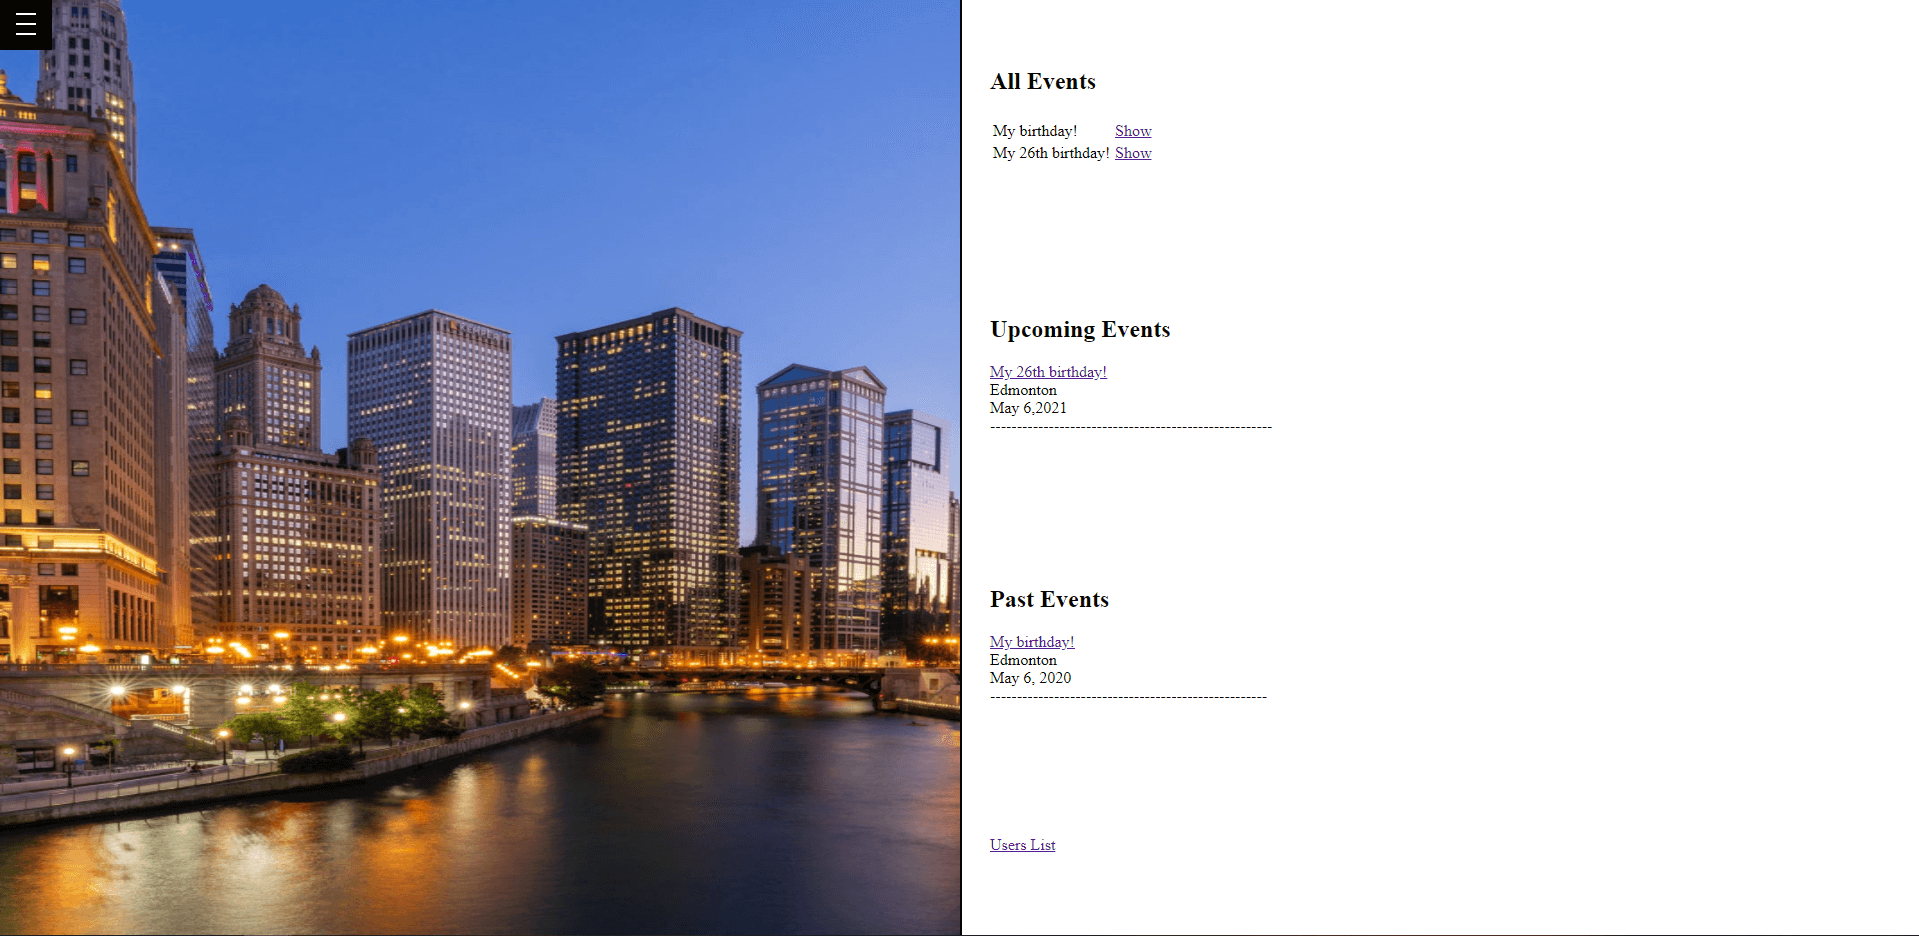 All Events
My birthday! Show
My 26th birthday! Show
Upcoming Events
My 26th birthday!
Edmonton
May 6,2021
-----------------------------------------------------
Past Events
My birthday!
Edmonton
May 6, 2020
----------------------------------------------------
Users List